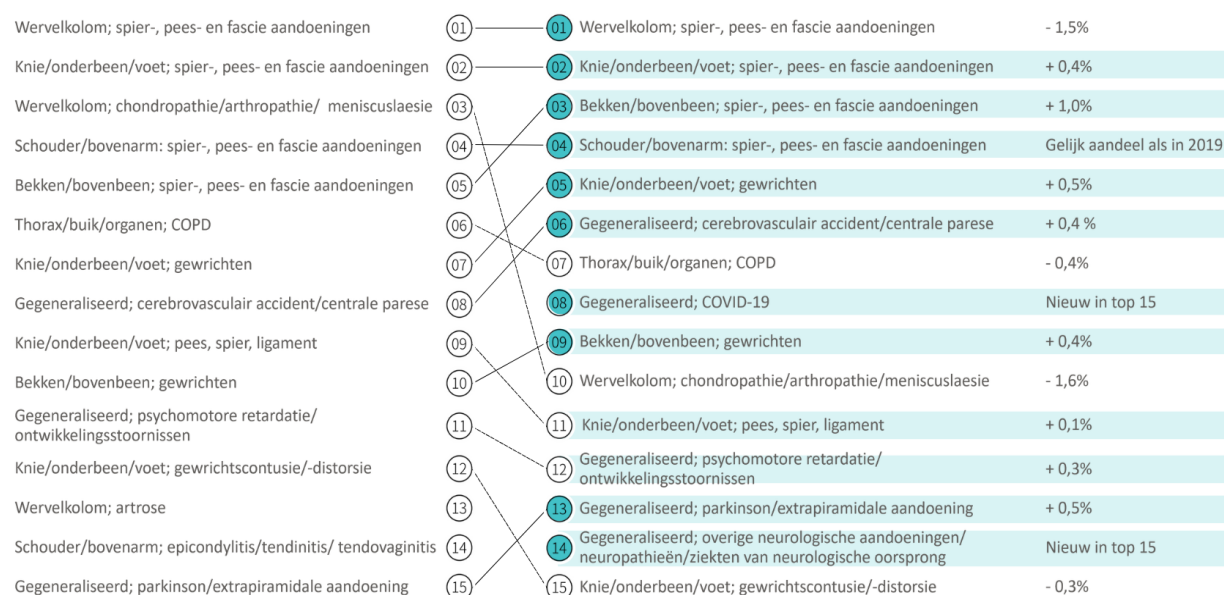 Wervelkolom; spier-, pees- en fascie aandoeningen 01 01 Wervelkolom; spier-, pees- en fascie aandoeningen - 1,5%
Knie/onderbeen/voet; spier-, pees- en fascie aandoeningen 02 02 Knie/onderbeen/voet; spier-, pees- en fascie aandoeningen + 0,4%
Wervelkolom; chondropathie/arthropathie/ meniscuslaesie 03 03 Bekken/bovenbeen; spier-, pees- en fascie aandoeningen + 1,0%
Schouder/bovenarm: spier-, pees- en fascie aandoeningen 04 04 Schouder/bovenarm: spier-, pees- en fascie aandoeningen Gelijk aandeel als in 2019
Bekken/bovenbeen; spier-, pees- en fascie aandoeningen 05 05 Knie/onderbeen/voet; gewrichten + 0,5%
Thorax/buik/organen; COPD 06 06 Gegeneraliseerd; cerebrovasculair accident/centrale parese + 0,4 %
Knie/onderbeen/voet; gewrichten 07 07 Thorax/buik/organen; COPD - 0,4%
Gegeneraliseerd; cerebrovasculair accident/centrale parese 08 08 Gegeneraliseerd; COVID-19 Nieuw in top 15
Knie/onderbeen/voet; pees, spier, ligament 09 09 Bekken/bovenbeen; gewrichten + 0,4%
Bekken/bovenbeen; gewrichten 10 10 Wervelkolom; chondropathie/arthropathie/meniscuslaesie - 1,6%
Gegeneraliseerd; psychomotore retardatie/
ontwikkelingsstoornissen 11 11 Knie/onderbeen/voet; pees, spier, ligament + 0,1%
Knie/onderbeen/voet; gewrichtscontusie/-distorsie 12 12 Gegeneraliseerd; psychomotore retardatie/
ontwikkelingsstoornissen + 0,3%
Wervelkolom; artrose 13 13 Gegeneraliseerd; parkinson/extrapiramidale aandoening + 0,5%
Schouder/bovenarm; epicondylitis/tendinitis/ tendovaginitis 14 14 Gegeneraliseerd; overige neurologische aandoeningen/
neuropathieën/ziekten van neurologische oorsprong Nieuw in top 15
Gegeneraliseerd; parkinson/extrapiramidale aandoening 15 15 Knie/onderbeen/voet; gewrichtscontusie/-distorsie - 0,3%